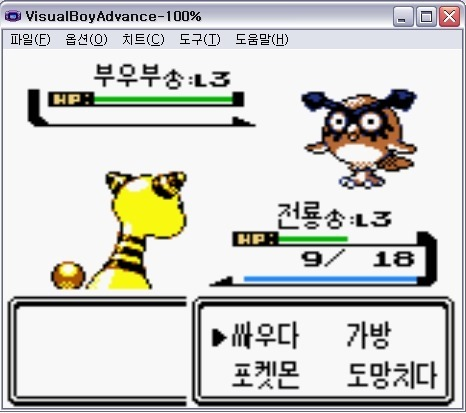 VisualBoyAdvance-100%
파일(F) 옵션(O) 치트(C) 도구(T) 도움말(H)
부우부송:L3
HP
전룡송:L3
HP
9/ 18
▶싸우다 가방
포켓몬 도망치다